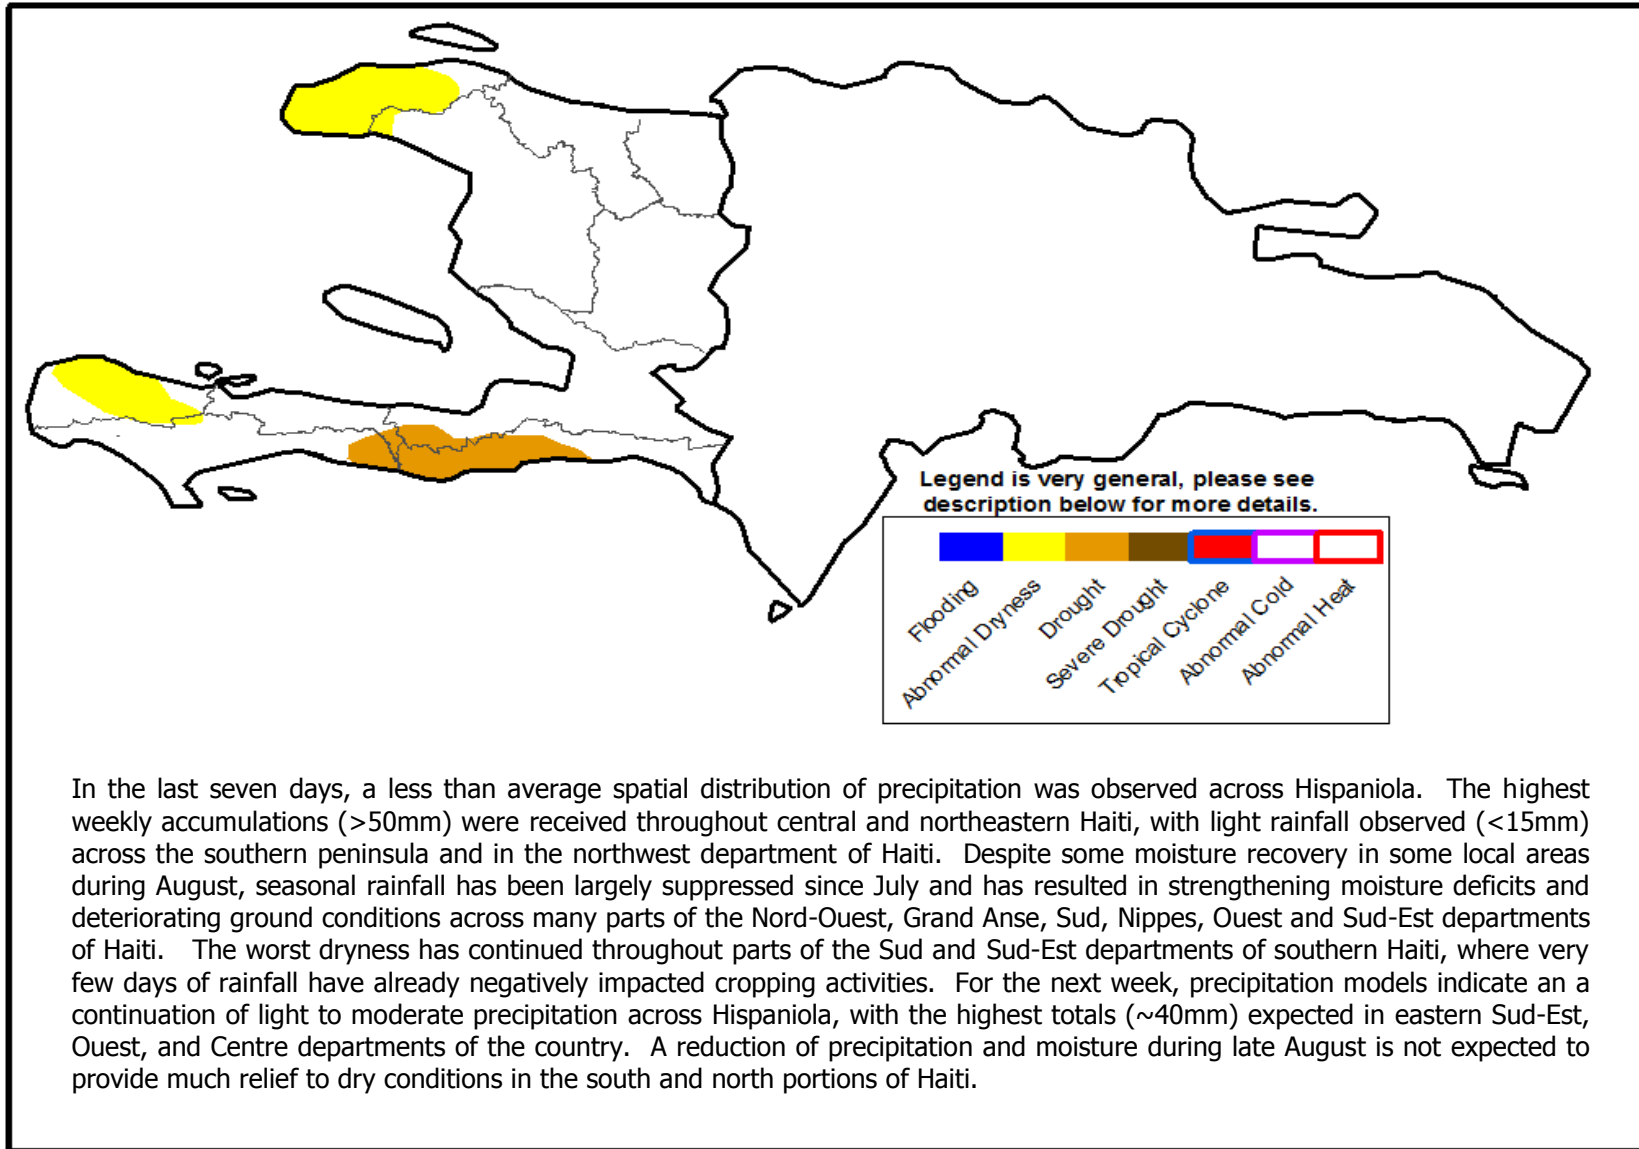 Legend is very general, please see
description below for more details.
Flooding
Abnormal Dryness
Drought
Severe Drought
Tropical Cyclone
Abnormal Cold
Abnormal Heat
In the last seven days, a less than average spatial distribution of precipitation was observed across Hispaniola. The highest
weekly accumulations (>50mm) were received throughout central and northeastern Haiti, with light rainfall observed (<15mm)
across the southern peninsula and in the northwest department of Haiti. Despite some moisture recovery in some local areas
during August, seasonal rainfall has been largely suppressed since July and has resulted in strengthening moisture deficits and
deteriorating ground conditions across many parts of the Nord-Ouest, Grand Anse, Sud, Nippes, Ouest and Sud-Est departments
of Haiti. The worst dryness has continued throughout parts of the Sud and Sud-Est departments of southern Haiti, where very
few days of rainfall have already negatively impacted cropping activities. For the next week, precipitation models indicate an a
continuation of light to moderate precipitation across Hispaniola, with the highest totals (~40mm) expected in eastern Sud-Est,
Ouest, and Centre departments of the country. A reduction of precipitation and moisture during late August is not expected to
provide much relief to dry conditions in the south and north portions of Haiti.